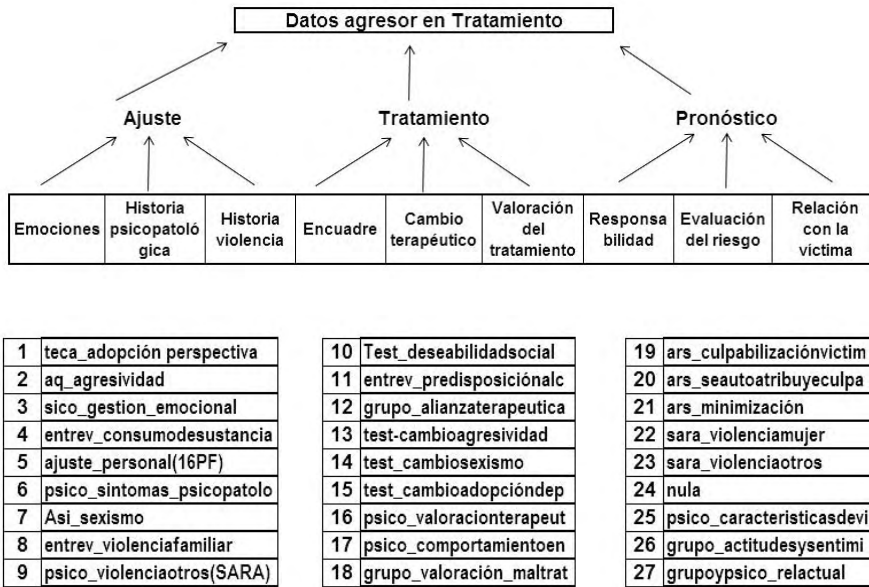 Datos agresor en Tratamiento
Ajuste
Tratamiento
Pronóstico
Emociones
Historia
psicopatoló
gica
Historia
violencia
Encuadre
Cambio
terapéutico
Valoración
del
tratamiento
Responsa
bilidad
Evaluación
del riesgo
Relación
con la
víctima
1 teca_adopción perspectiva
2 aq_agresividad
3 sico_gestion_emocional
4 entrev_consumodesustancia
5 ajuste_personal(16PF)
6 psico_sintomas_psicopatolo
7 Asi_sexismo
8 entrev_violenciafamiliar
9 psico_violenciaotros(SARA)
10 Test_deseabilidadsocial
11 entrev_predisposiciónalc
12 grupo_alianzaterapeutica
13 test-cambioagresividad
14 test_cambiosexismo
15 test_cambioadopcióndep
16 psico_valoracionterapeut
17 psico_comportamientoen
18 grupo_valoración_maltrat
19 ars_culpabilizaciónvictim
20 ars_seautoatribuyeculpa
21 ars_minimización
22 sara_violenciamujer
23 sara_violenciaotros
24 nula
25 psico_caracteristicasdevi
26 grupo_actitudesysentimi
27 grupoypsico_relactual